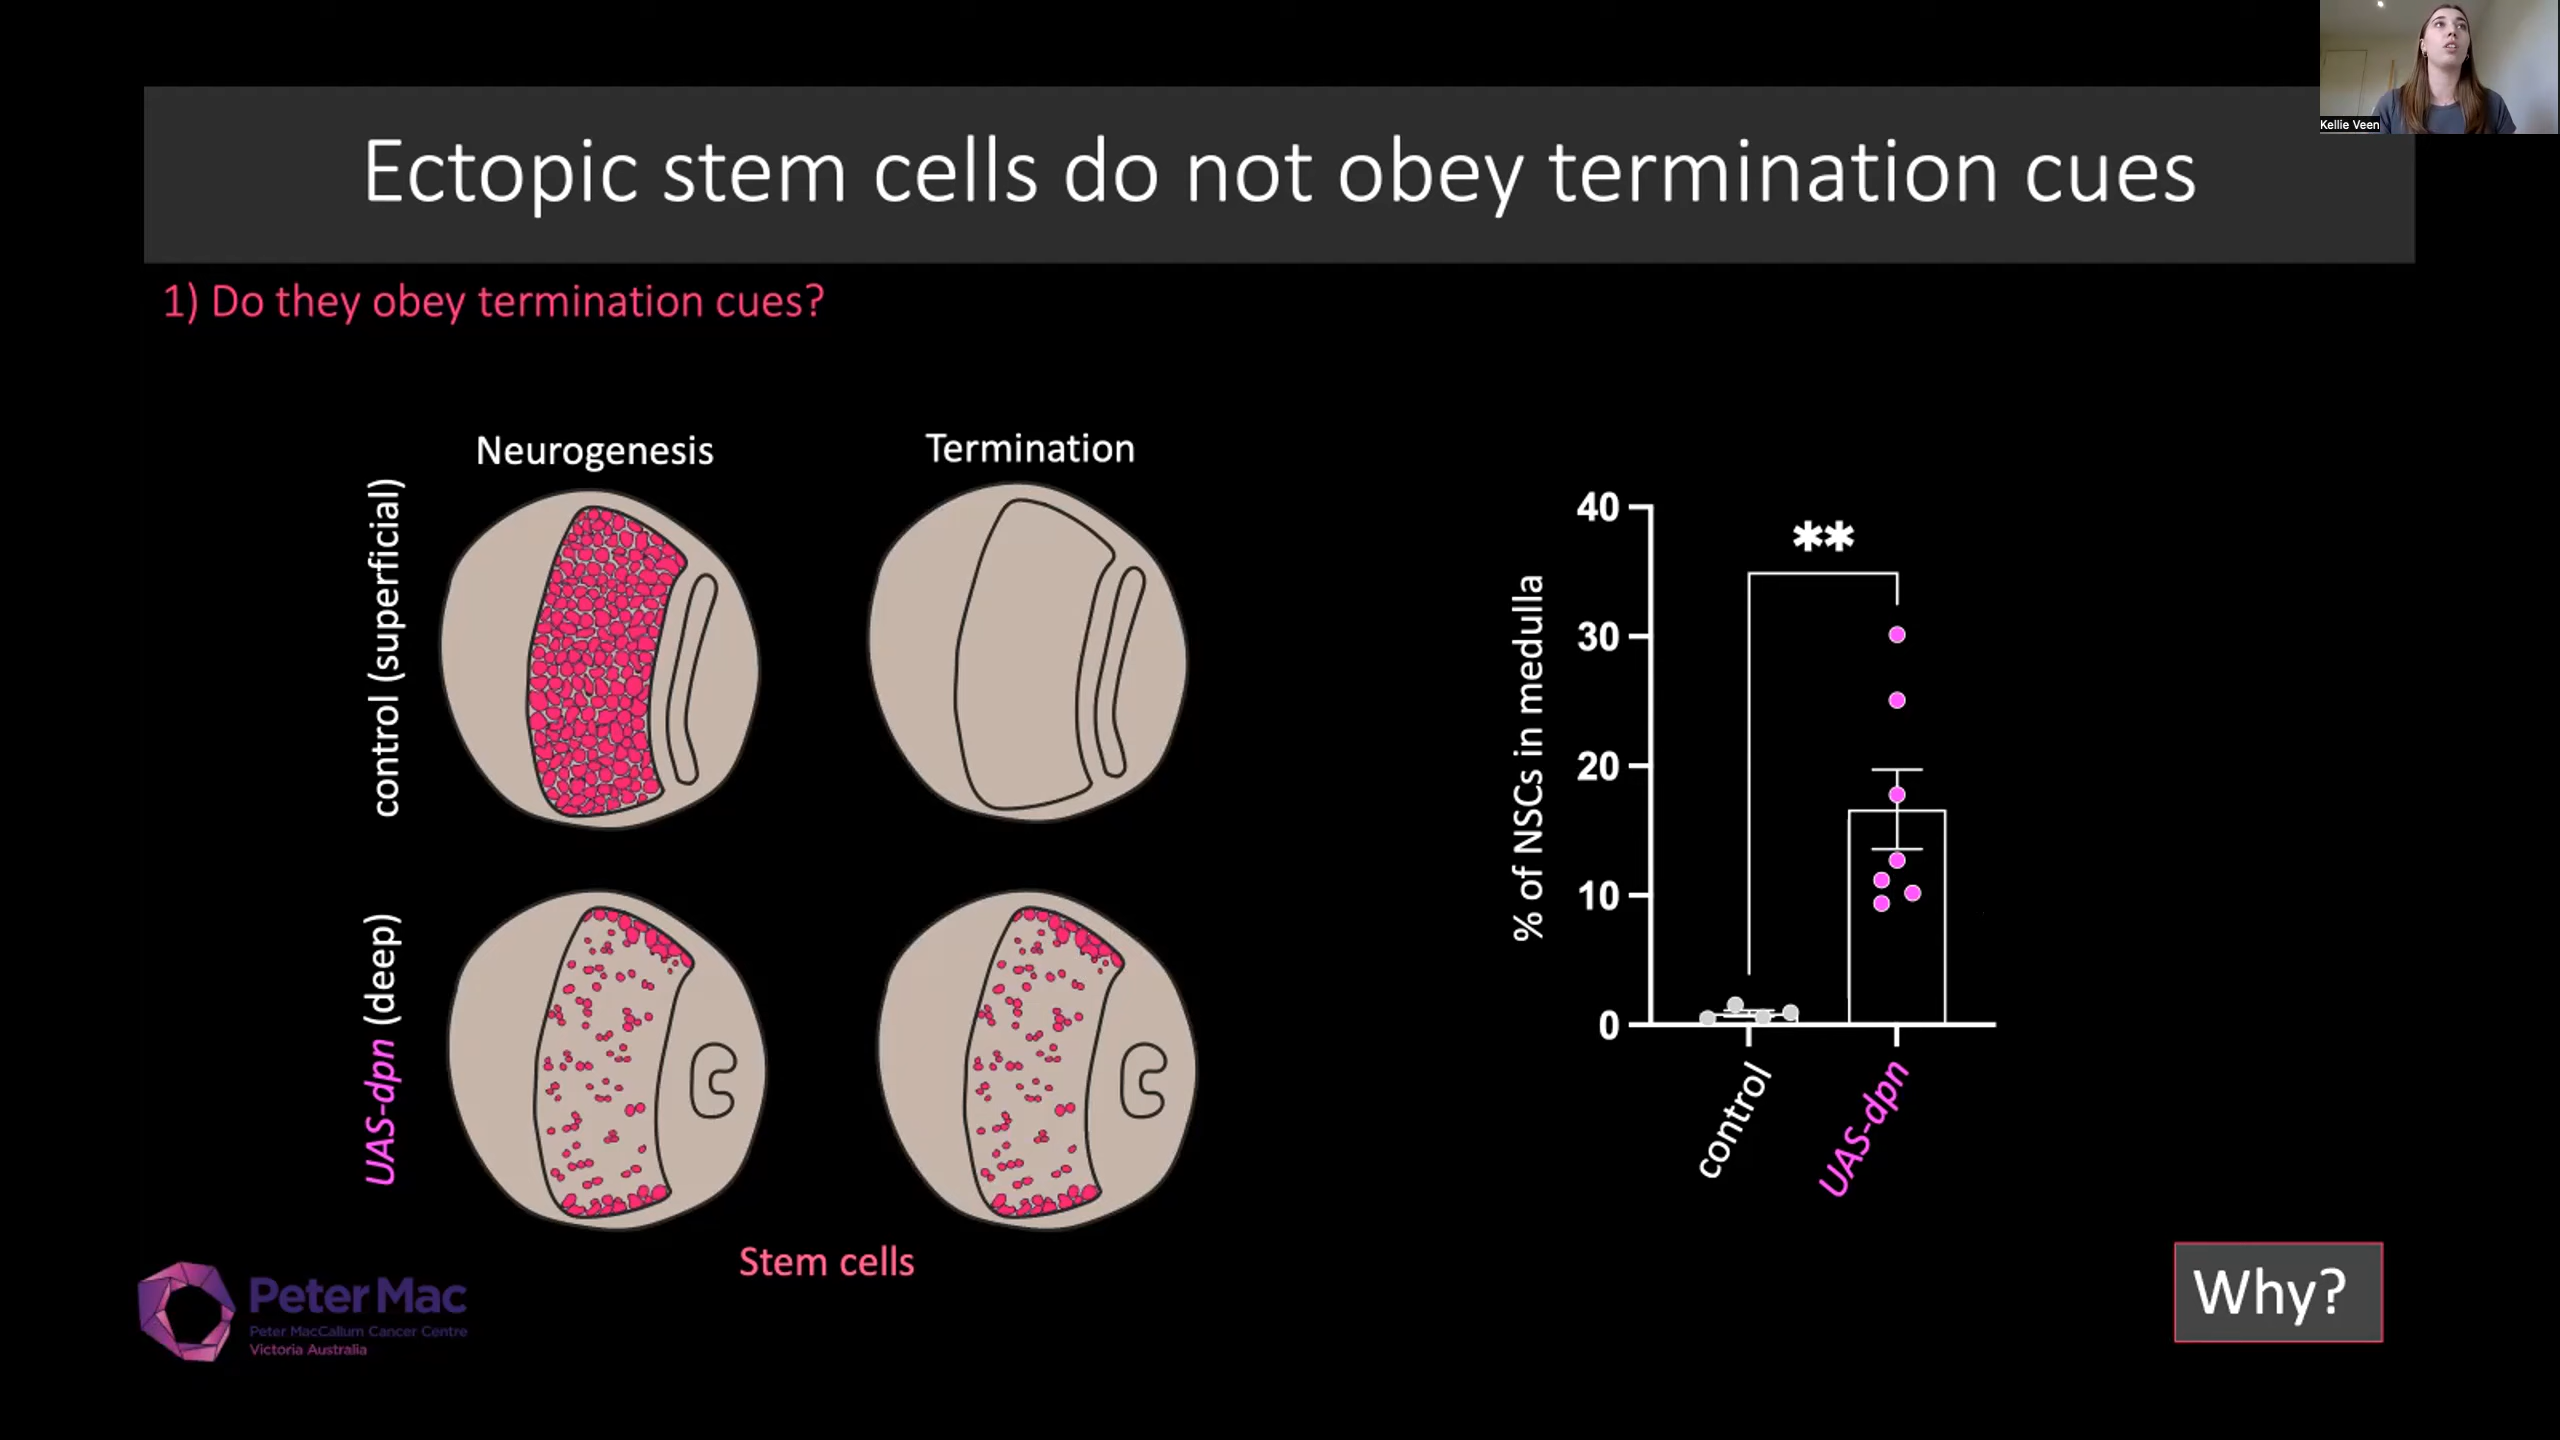 Kellie Veen
Ectopic stem cells do not obey termination cues
1) Do they obey termination cues?
Neurogenesis
Termination
control (superficial)
UAS-dpn (deep)
Stem cells
% of NSCs in medulla
40
30
20
10
0
**
control
UAS-dpn
Why?
Peter Mac
Peter MacCallum Cancer Centre
Victoria Australia